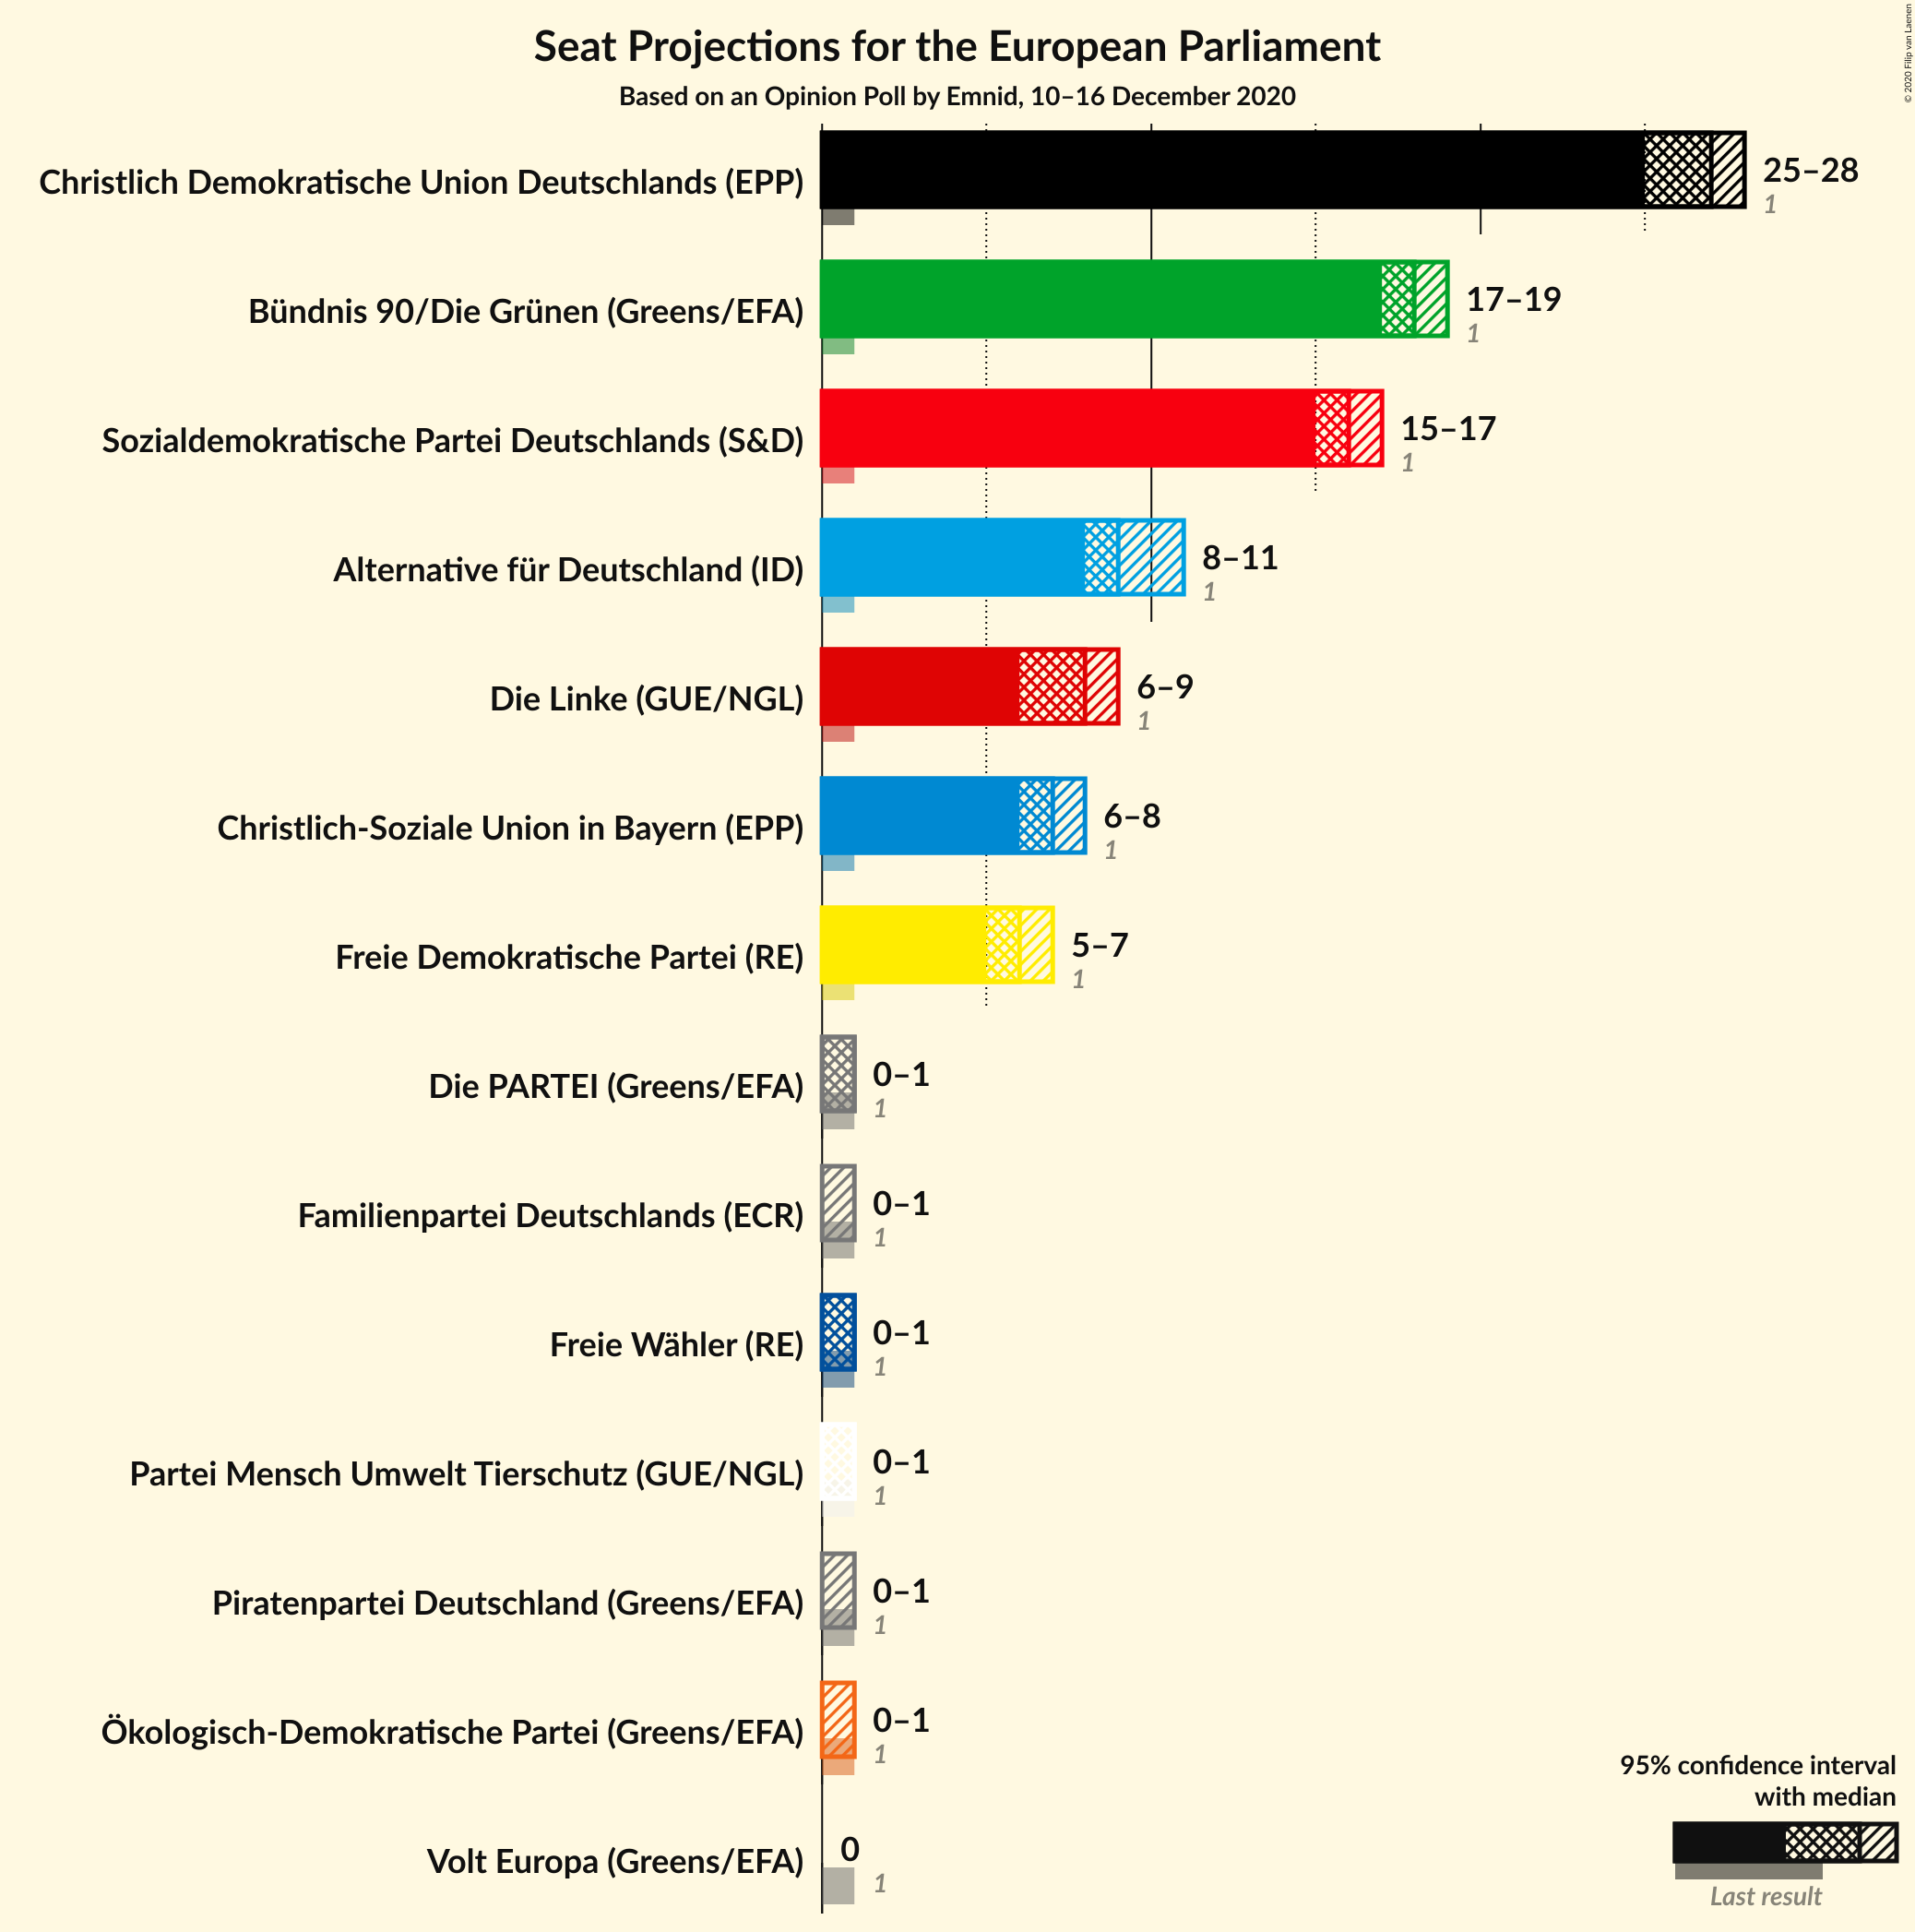 © 2020 Filip van Laenen
Seat Projections for the European Parliament
Based on an Opinion Poll by Emnid, 10–16 December 2020
Christlich Demokratische Union Deutschlands (EPP)
25–28
1
Bündnis 90/Die Grünen (Greens/EFA)
17–19
1
Sozialdemokratische Partei Deutschlands (S&D)
15–17
1
Alternative für Deutschland (ID)
8–11
1
Die Linke (GUE/NGL)
6–9
1
Christlich-Soziale Union in Bayern (EPP)
6–8
1
Freie Demokratische Partei (RE)
5–7
1
Die PARTEI (Greens/EFA)
0–1
1
Familienpartei Deutschlands (ECR)
0–1
1
Freie Wähler (RE)
0–1
1
Partei Mensch Umwelt Tierschutz (GUE/NGL)
0–1
1
Piratenpartei Deutschland (Greens/EFA)
0–1
1
Ökologisch-Demokratische Partei (Greens/EFA)
0–1
1
Volt Europa (Greens/EFA)
0
1
95% confidence interval
with median
Last result